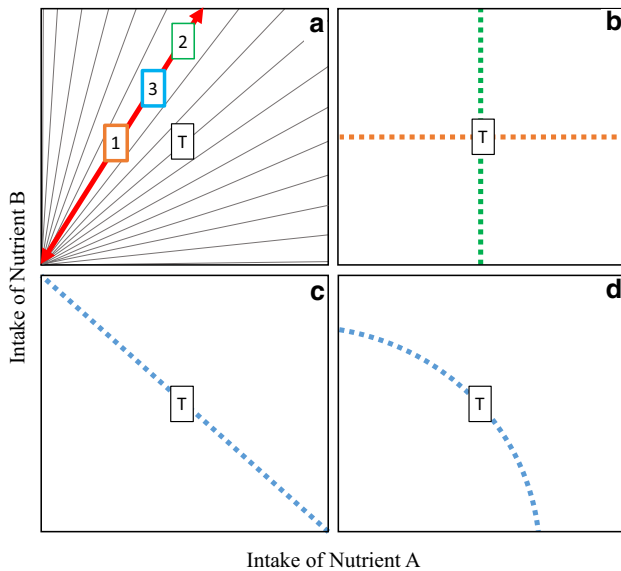 a
2
3
1
T
b
T
Intake of Nutrient B
c
T
d
T
Intake of Nutrient A